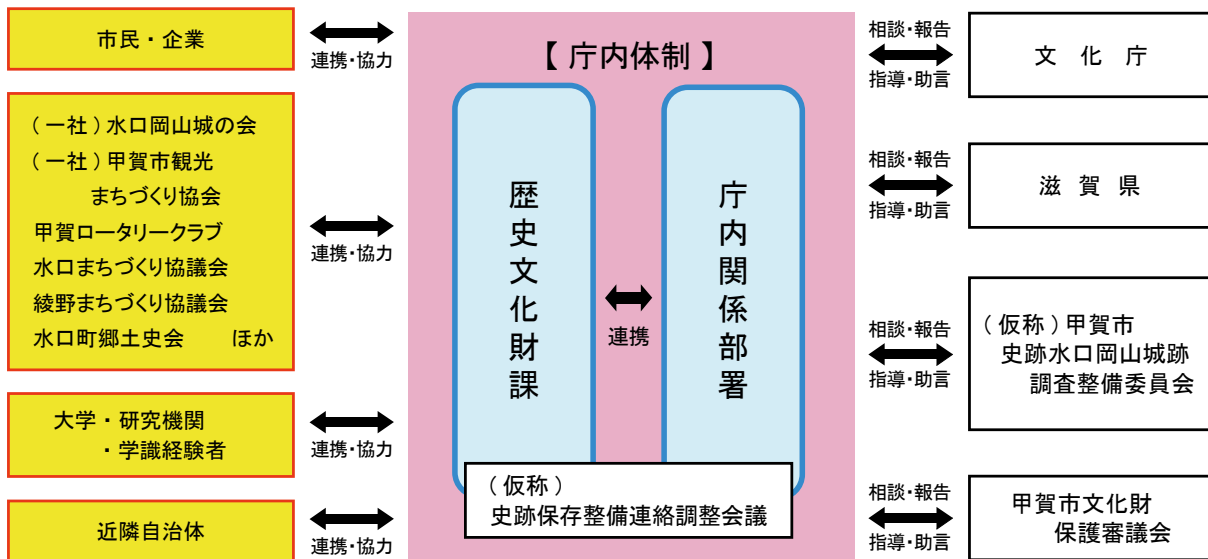 市民・企業
連携・協力
(一社)水口岡山城の会
(一社)甲賀市観光
まちづくり協会
甲賀ロータリークラブ
水口まちづくり協議会
綾野まちづくり協議会
水口町郷土史会 ほか
連携・協力
大学・研究機関
・学識経験者
連携・協力
近隣自治体
連携・協力
【庁内体制】
歴史文化財課
連携
庁内関係部署
(仮称)
史跡保存整備連絡調整会議
相談・報告
指導・助言
文化庁
相談・報告
指導・助言
滋賀県
相談・報告
指導・助言
(仮称)甲賀市
史跡水口岡山城跡
調査整備委員会
相談・報告
指導・助言
甲賀市文化財
保護審議会